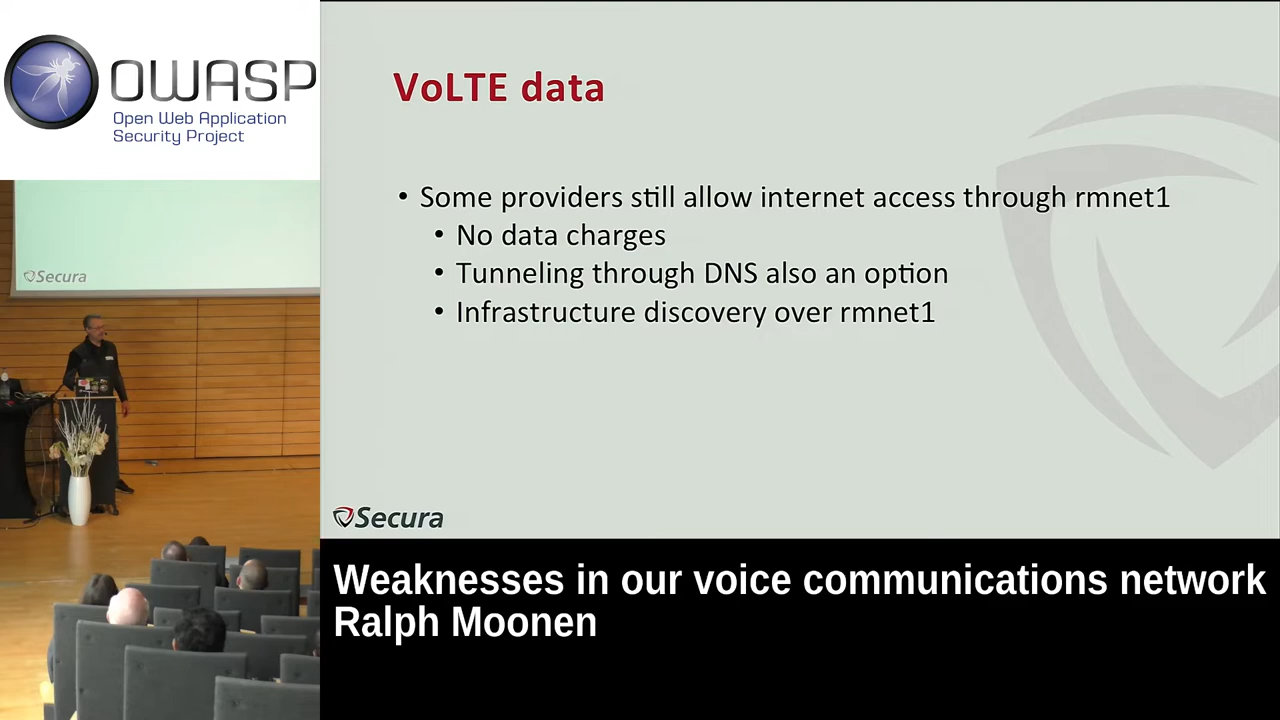 OWASP
Open Web Application
Security Project
Secura
VoLTE data
• Some providers still allow internet access through rmnet1
• No data charges
• Tunneling through DNS also an option
• Infrastructure discovery over rmnet1
Secura
Weaknesses in our voice communications network
Ralph Moonen